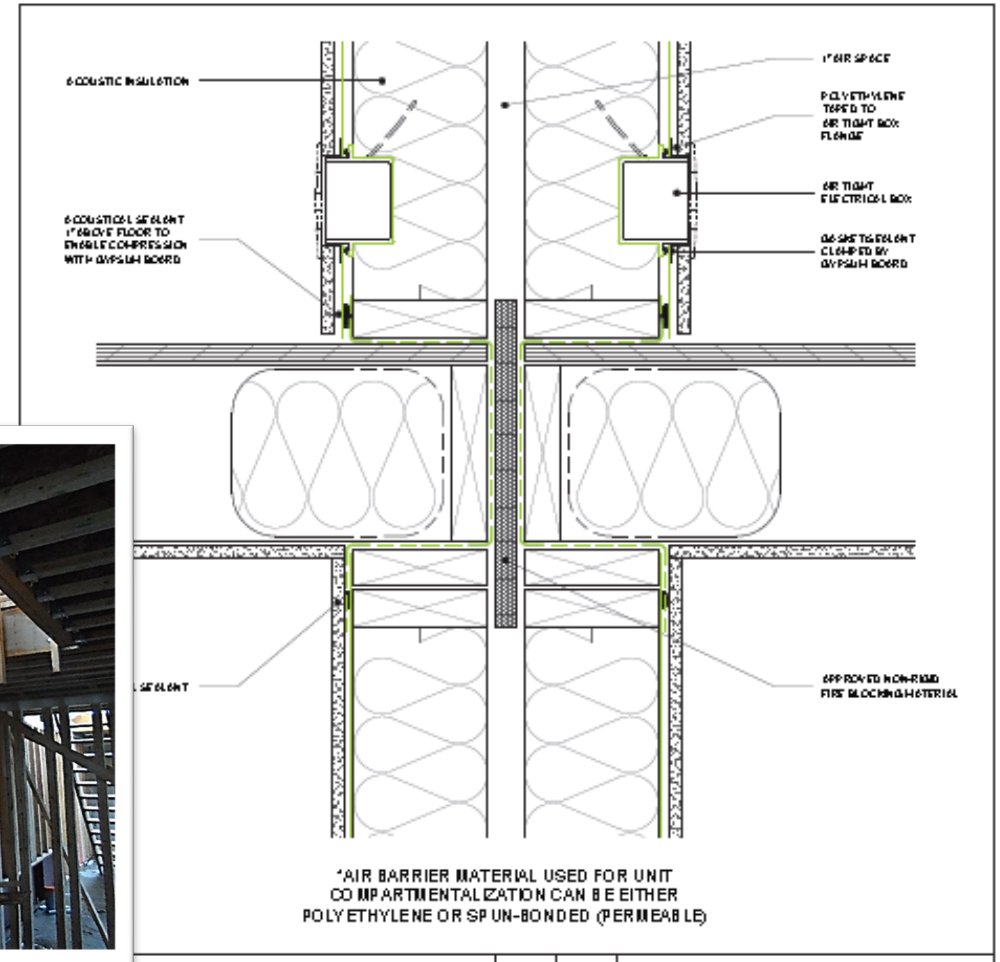 ACOUSTIC INSULATION
1" AIR SPACE
POLYETHYLENE
TAPED TO
AIR TIGHT BOX
FLANGE
AIR TIGHT
ELECTRICAL BOX
ACOUSTICAL SEALANT
1" ABOVE FLOOR TO
ENABLE COMPRESSION
WITH GYPSUM BOARD
GASKET/SEALANT
CLAMPED BY
GYPSUM BOARD
SEALANT
APPROVED NON-RIGID
FIRE BLOCKING MATERIAL
*AIR BARRIER MATERIAL USED FOR UNIT
COMPARTMENTALIZATION CAN BE EITHER
POLYETHYLENE OR SPUN-BONDED (PERMEABLE)